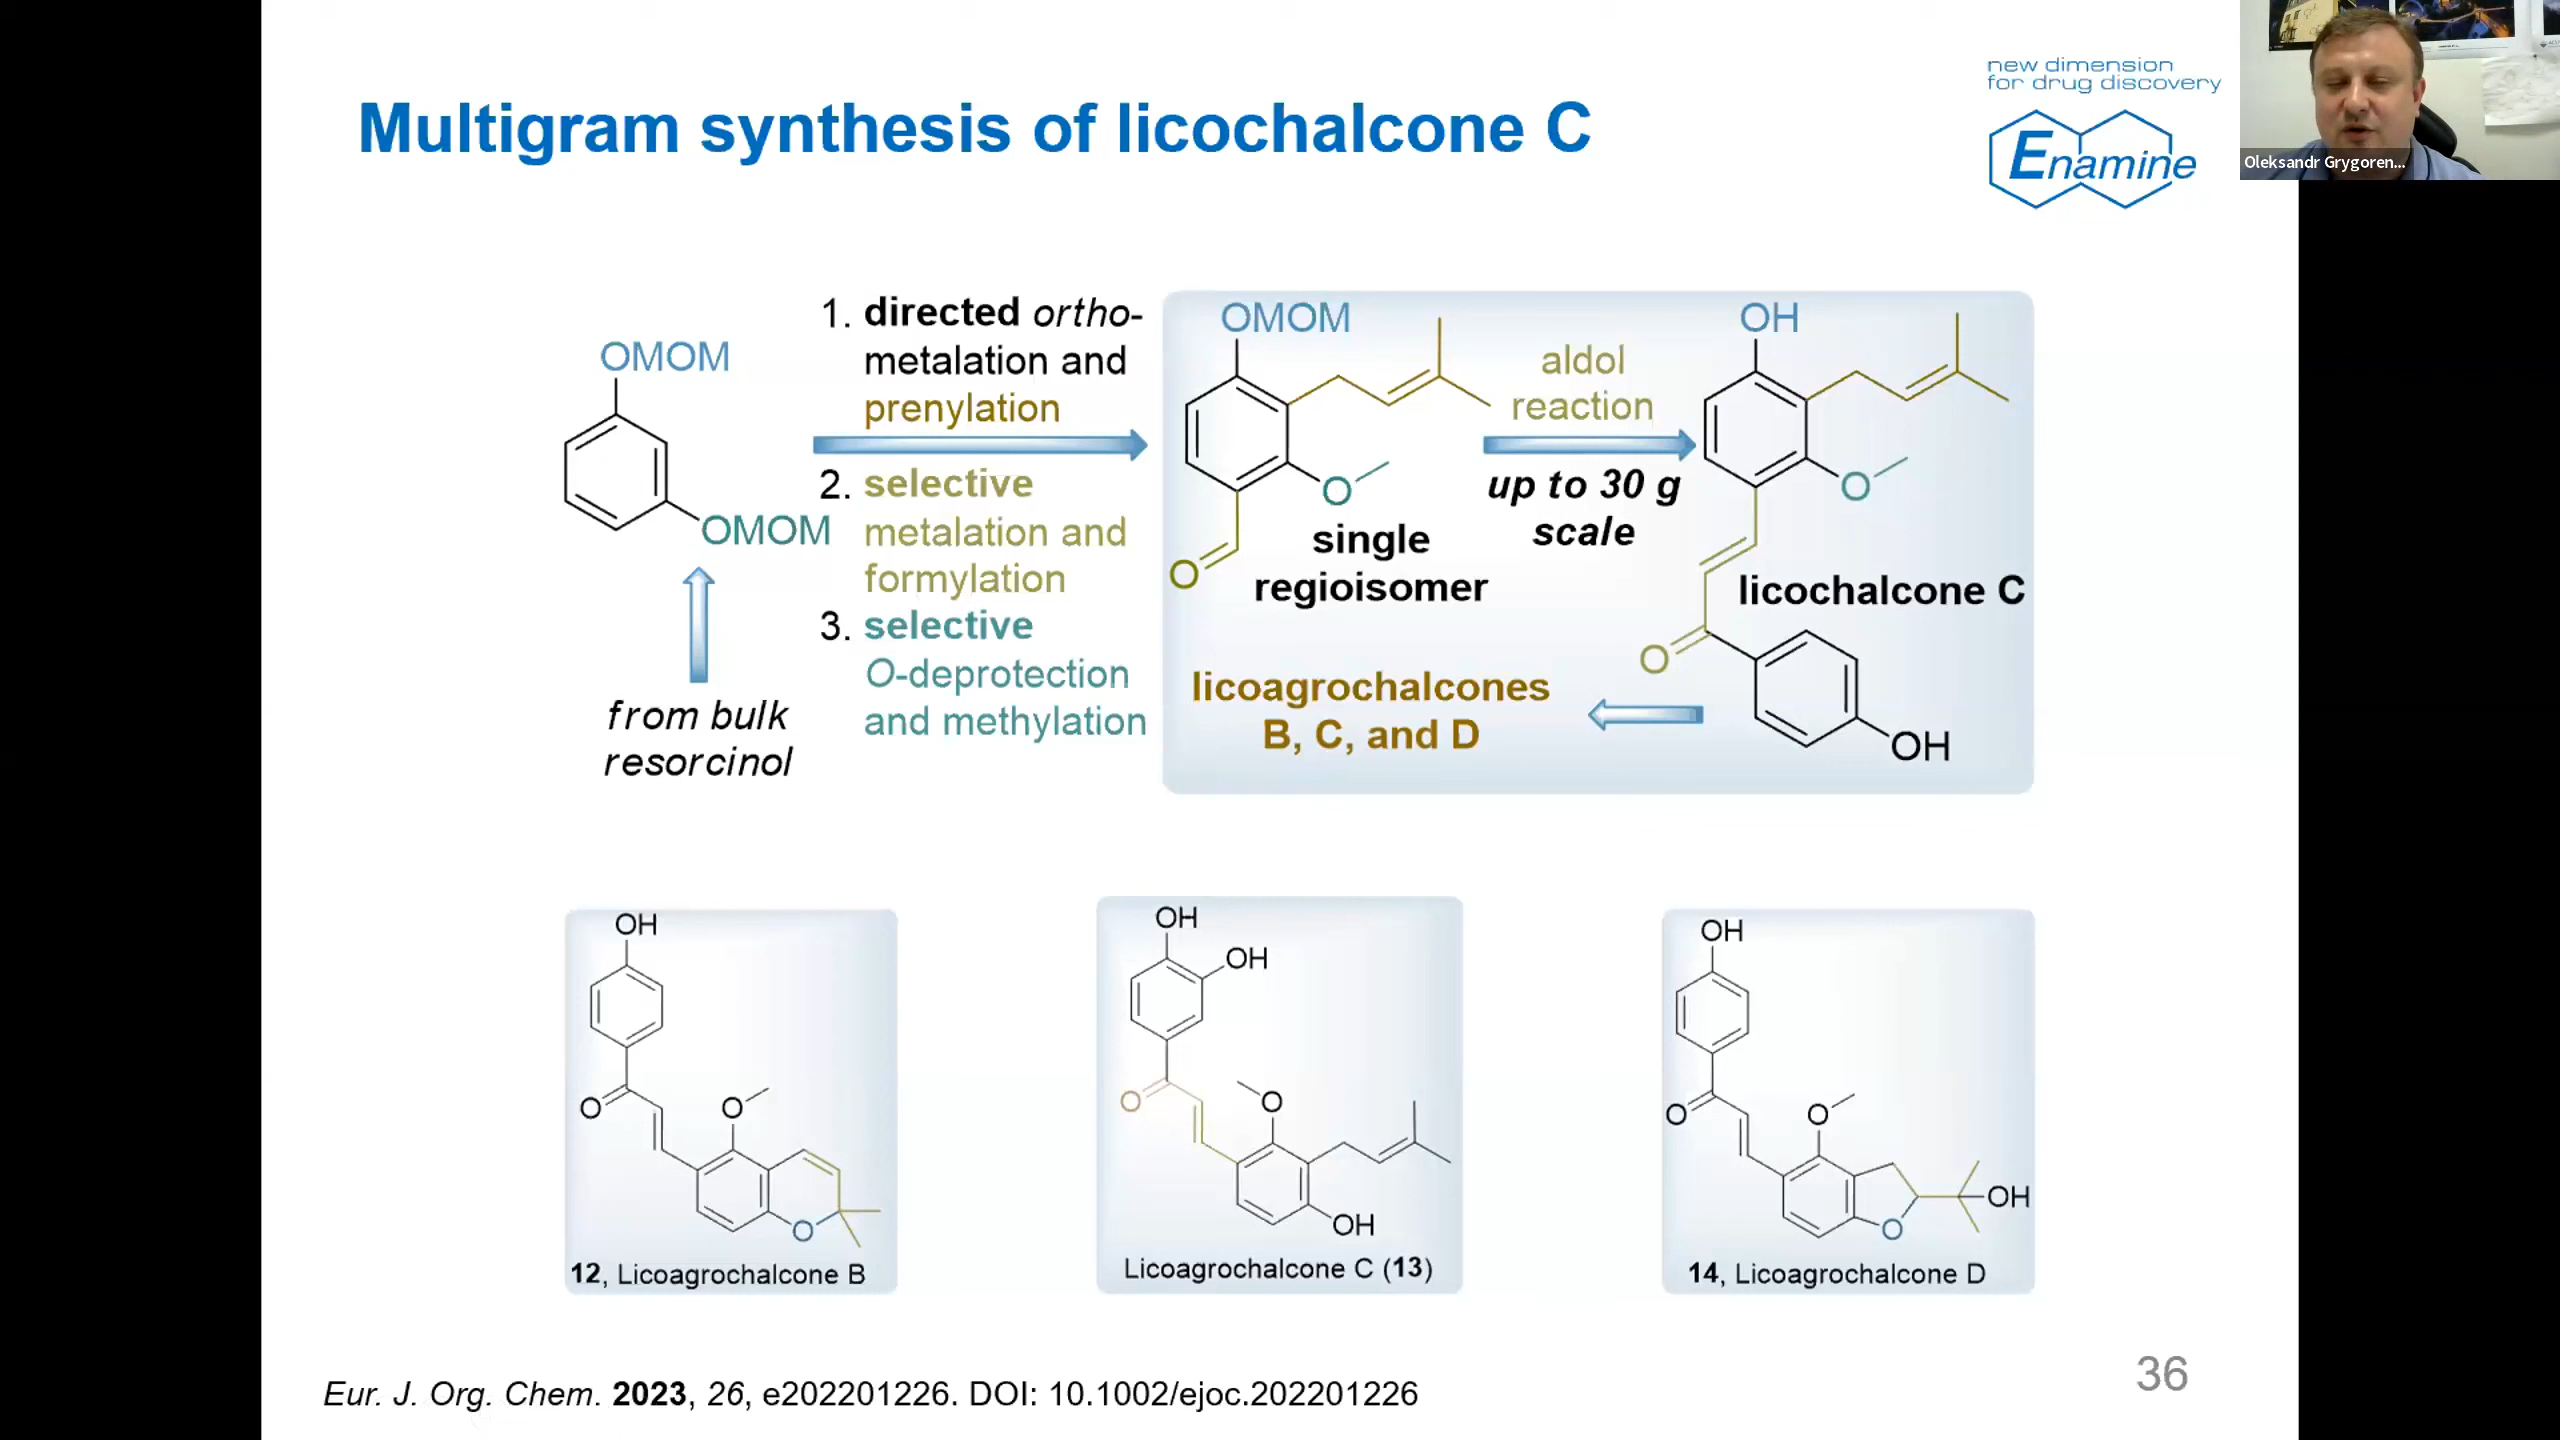 Multigram synthesis of licochalcone C
new dimension
for drug discovery
Enamine
Oleksandr Grygoren...
OMOM
OMOM
from bulk
resorcinol
1. directed ortho-
metalation and
prenylation
2. selective
metalation and
formylation
3. selective
O-deprotection
and methylation
OMOM
O
O
single
regioisomer
aldol
reaction
up to 30 g
scale
OH
O
licochalcone C
O
OH
licoagrochalcones
B, C, and D
OH
O
O
O
12, Licoagrochalcone B
OH
OH
O
O
OH
Licoagrochalcone C (13)
OH
O
O
OH
O
14, Licoagrochalcone D
Eur. J. Org. Chem. 2023, 26, e202201226. DOI: 10.1002/ejoc.202201226
36